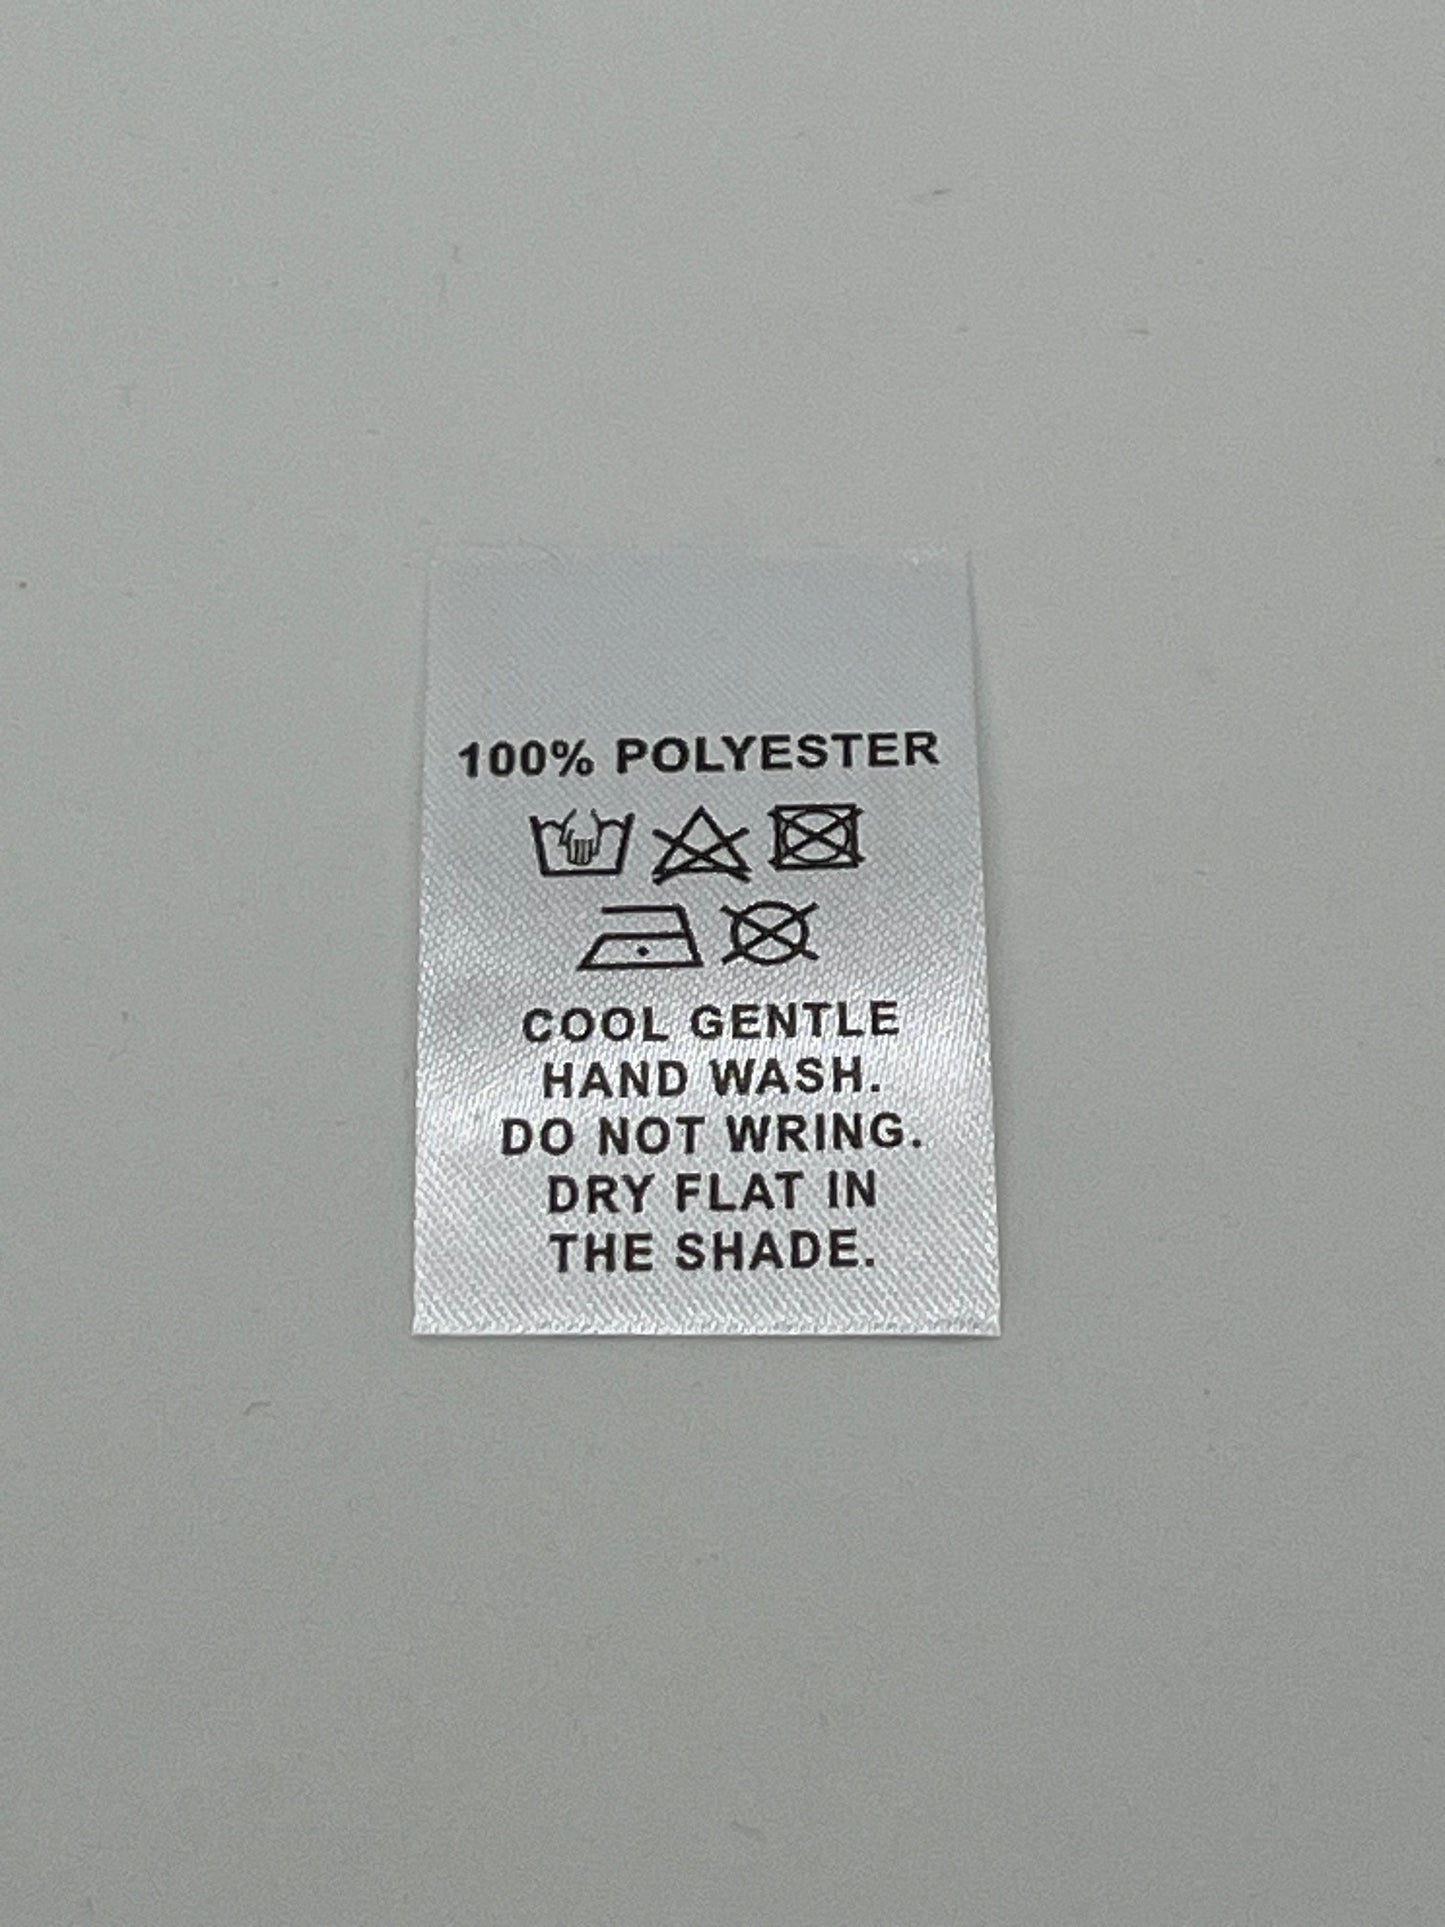 100% POLYESTER
COOL GENTLE
HAND WASH.
DO NOT WRING.
DRY FLAT IN
THE SHADE.